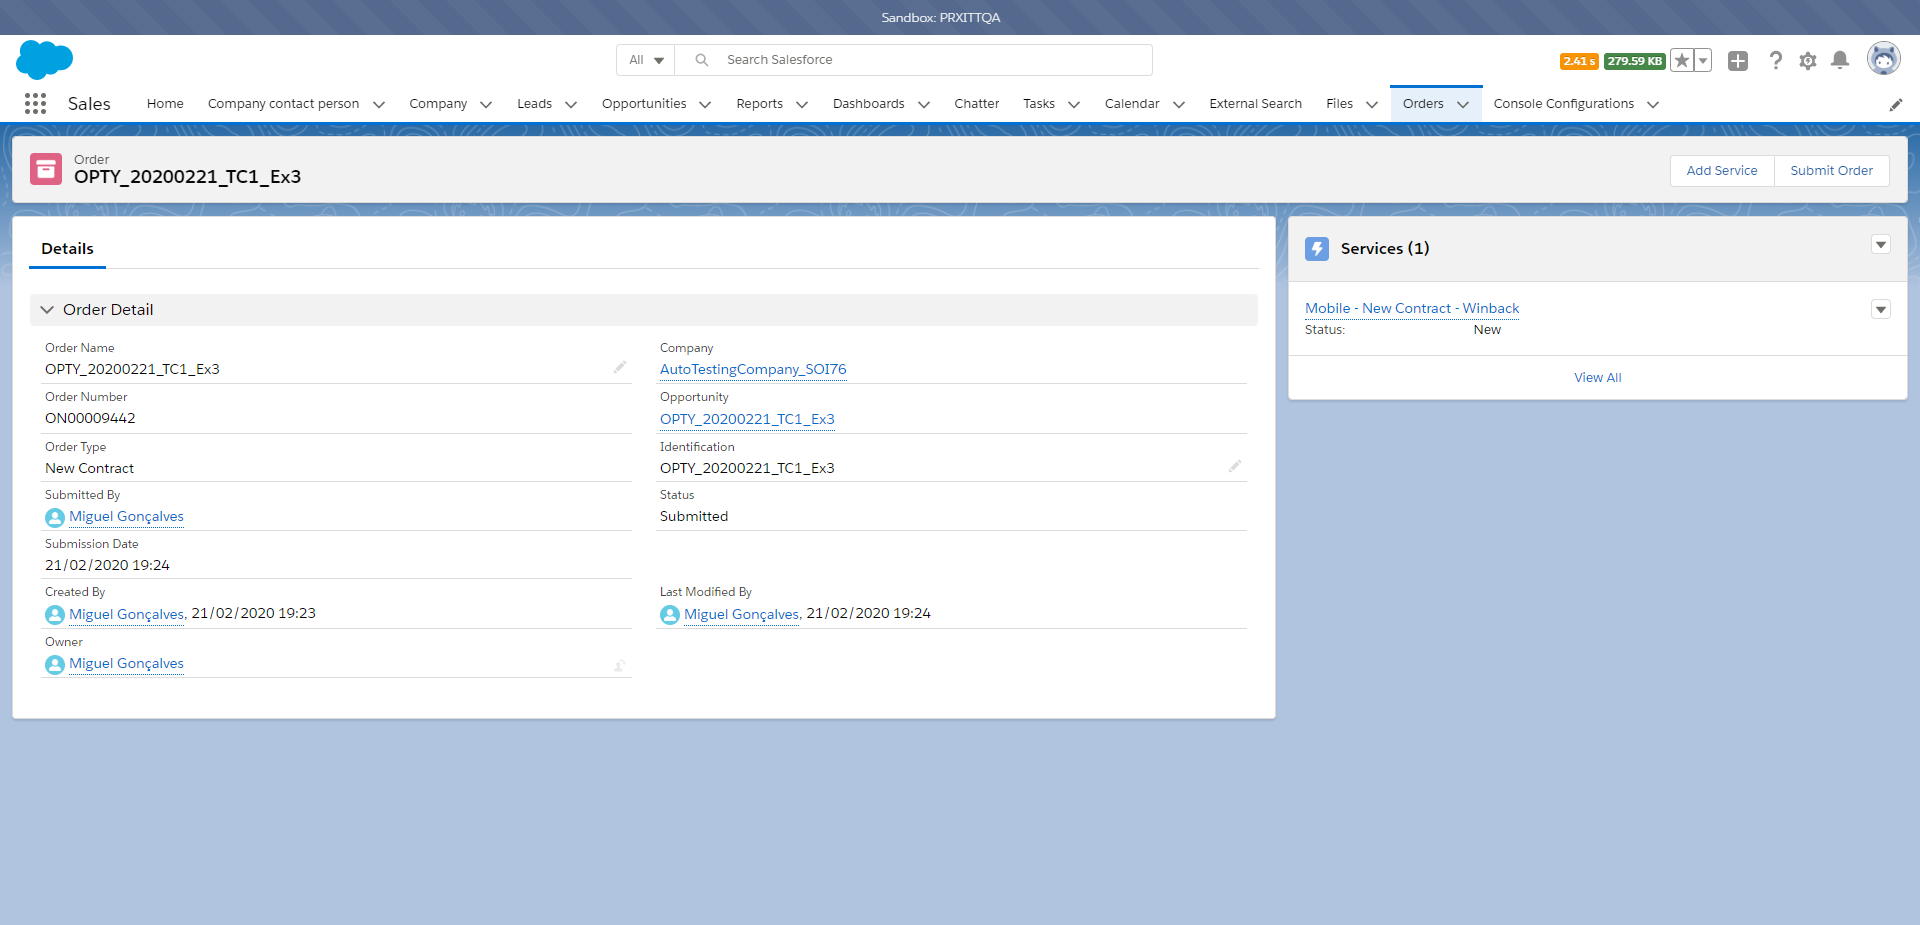 Sandbox: PRXITTQA
All
Search Salesforce
2.41 s
279.59 KB
Sales
Home
Company contact person
Company
Leads
Opportunities
Reports
Dashboards
Chatter
Tasks
Calendar
External Search
Files
Orders
Console Configurations
Order
OPTY_20200221_TC1_Ex3
Add Service
Submit Order
Details
Order Detail
Order Name
OPTY_20200221_TC1_Ex3
Company
AutoTestingCompany_SOI76
Order Number
ON00009442
Opportunity
OPTY_20200221_TC1_Ex3
Order Type
New Contract
Identification
OPTY_20200221_TC1_Ex3
Submitted By
Miguel Gonçalves
Status
Submitted
Submission Date
21/02/2020 19:24
Created By
Miguel Gonçalves, 21/02/2020 19:23
Last Modified By
Miguel Gonçalves, 21/02/2020 19:24
Owner
Miguel Gonçalves
Services (1)
Mobile - New Contract - Winback
Status: New
View All